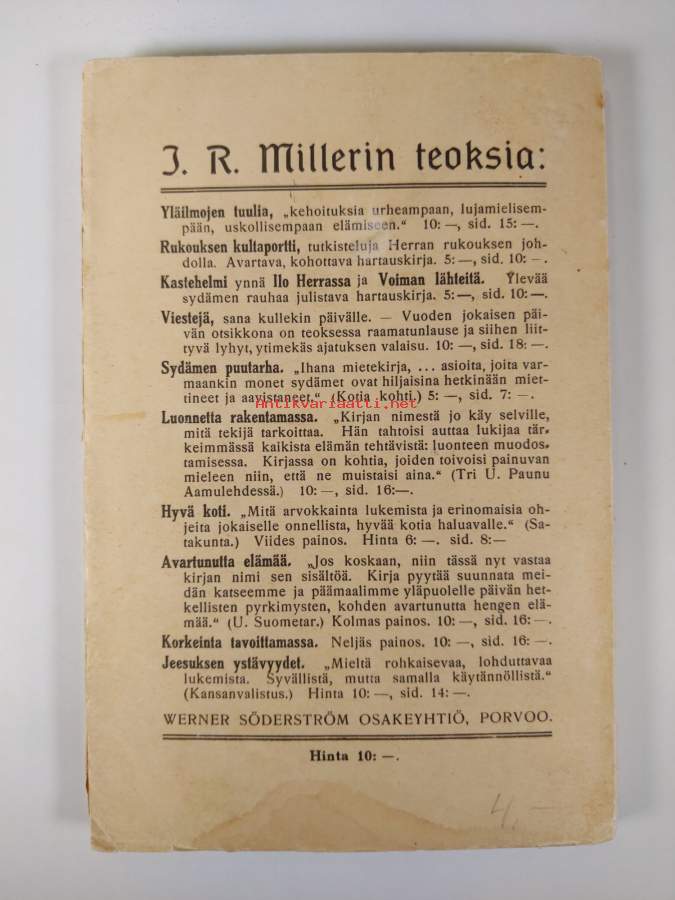 J. R. Millerin teoksia:
Yläilmojen tuulia, „kehoituksia urheampaan, lujamielisem-
pään, uskollisempaan elämiseen.“ 10: —, sid. 15: —.
Rukouksen kultaportti, tutkisteluja Herran rukouksen joh-
dolla. Avartava, kohottava hartauskirja. 5: —, sid. 10: —.
Kastehelmi ynnä Ilo Herrassa ja Voiman lähteitä. Ylevää
sydämen rauhaa julistava hartauskirja. 5: —, sid. 10: —.
Viestejä, sana kullekin päivälle. — Vuoden jokaisen päi-
vän otsikkona on teoksessa raamatunlause ja siihen liit-
tyvä lyhyt, ytimekäs ajatuksen valaisu. 10: —, sid. 18: —.
Sydämen puutarha. „Ihana mietekirja, ... asioita, joita var-
maankin monet sydämet ovat hiljaisina hetkinään miet-
tineet ja aavistaneet.“ (Kotia kohti.) 5: —, sid. 7: —.
Antikvariaatti.net
Luonnetta rakentamassa. „Kirjan nimestä jo käy selville,
mitä tekijä tarkoittaa. Hän tahtoisi auttaa lukijaa tär-
keimmässä kaikista elämän tehtävistä: luonteen muodos-
tamisessa. Kirjassa on kohtia, joiden toivoisi painuvan
mieleen niin, että ne muistaisi aina.“ (Tri U. Paunu
Aamulehdessä.) 10: —, sid. 16: —.
Hyvä koti. „Mitä arvokkainta lukemista ja erinomaisia oh-
jeita jokaiselle onnellista, hyvää kotia haluavalle.“ (Sa-
takunta.) Viides painos. Hinta 6: —. sid. 8: —
Avartunutta elämää. „Jos koskaan, niin tässä nyt vastaa
kirjan nimi sen sisältöä. Kirja pyytää suunnata mei-
dän katseemme ja päämaalimme yläpuolelle päivän het-
kellisten pyrkimysten, kohden avartunutta hengen elä-
mää.“ (U. Suometar.) Kolmas painos. 10: —, sid. 16: —.
Korkeinta tavoittamassa. Neljäs painos. 10: —, sid. 16: —.
Jeesuksen ystävyydet. „Mieltä rohkaisevaa, lohduttavaa
lukemista. Syvällistä, mutta samalla käytännöllistä.“
(Kansanvalistus.) Hinta 10: —, sid. 14: —.
WERNER SÖDERSTRÖM OSAKEYHTIÖ, PORVOO.
Hinta 10: —.
4.—